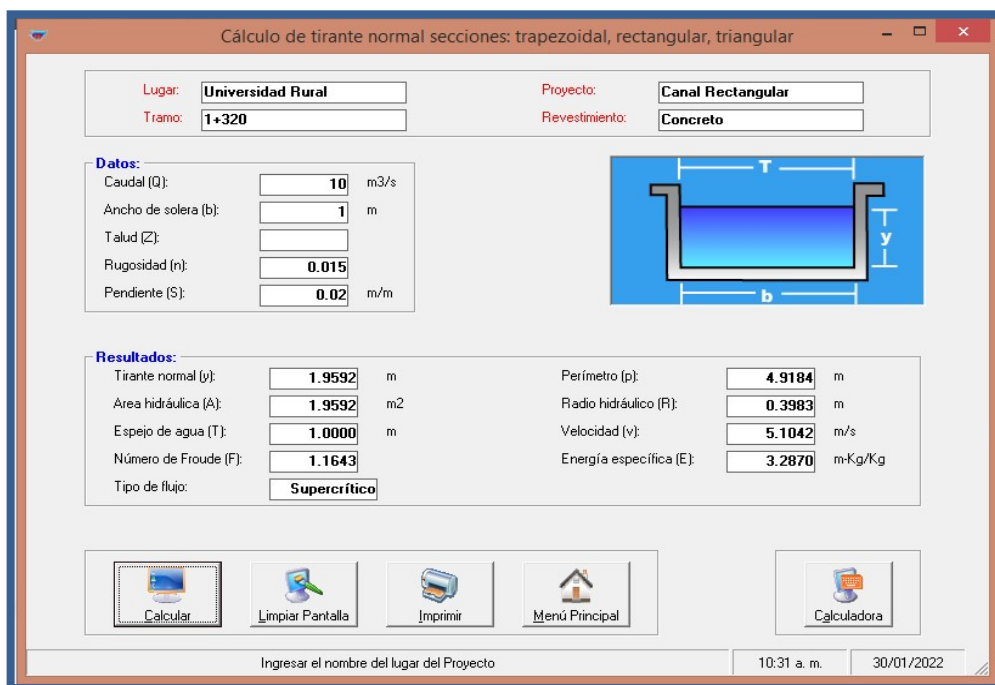 Cálculo de tirante normal secciones: trapezoidal, rectangular, triangular
Lugar: Universidad Rural Proyecto: Canal Rectangular
Tramo: 1+320 Revestimiento: Concreto
Datos:
Caudal (Q): 10 m3/s
Ancho de solera (b): 1 m
Talud (Z):
Rugosidad (n): 0.015
Pendiente (S): 0.02 m/m
T
y
b
Resultados:
Tirante normal (y): 1.9592 m Perímetro (p): 4.9184 m
Area hidráulica (A): 1.9592 m2 Radio hidráulico (R): 0.3983 m
Espejo de agua (T): 1.0000 m Velocidad (v): 5.1042 m/s
Número de Froude (F): 1.1643 Energía específica (E): 3.2870 m-Kg/Kg
Tipo de flujo: Supercrítico
Calcular Limpiar Pantalla Imprimir Menú Principal Calculadora
Ingresar el nombre del lugar del Proyecto 10:31 a. m. 30/01/2022